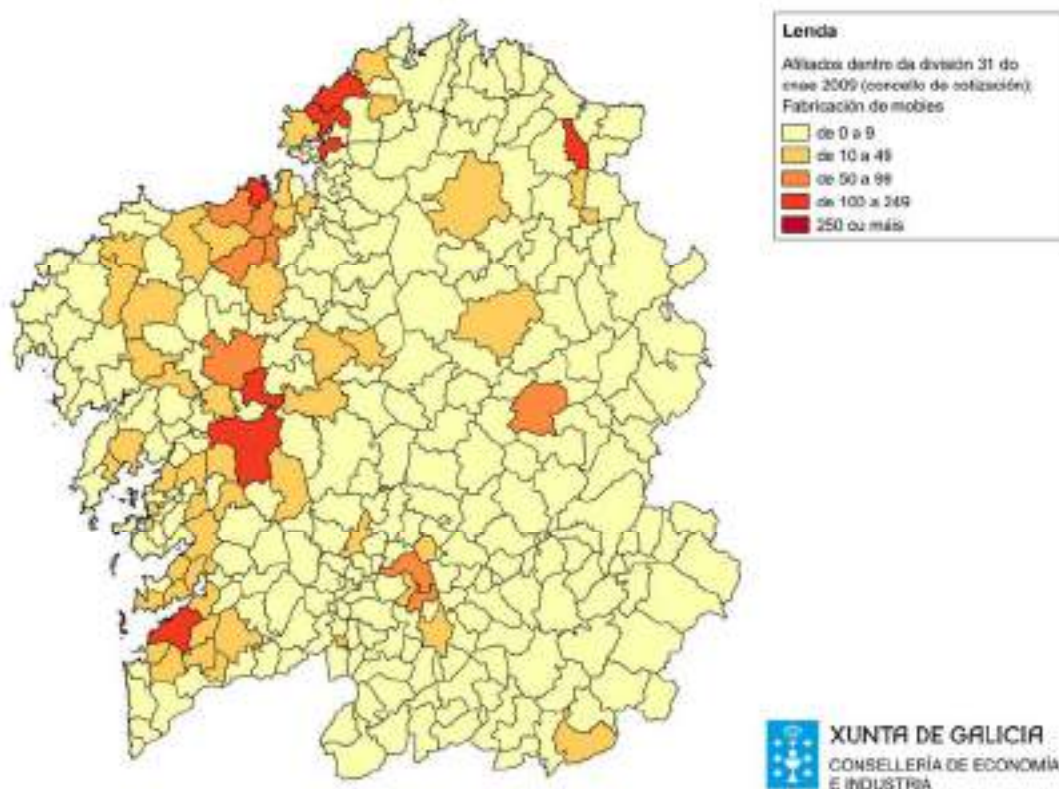 Lenda
Afiliados dentro da división 31 do
cnae 2009 (concello de cotización):
Fabricación de mobles
de 0 a 9
de 10 a 49
de 50 a 99
de 100 a 249
250 ou máis
XUNTA DE GALICIA
CONSELLERÍA DE ECONOMÍA
E INDUSTRIA